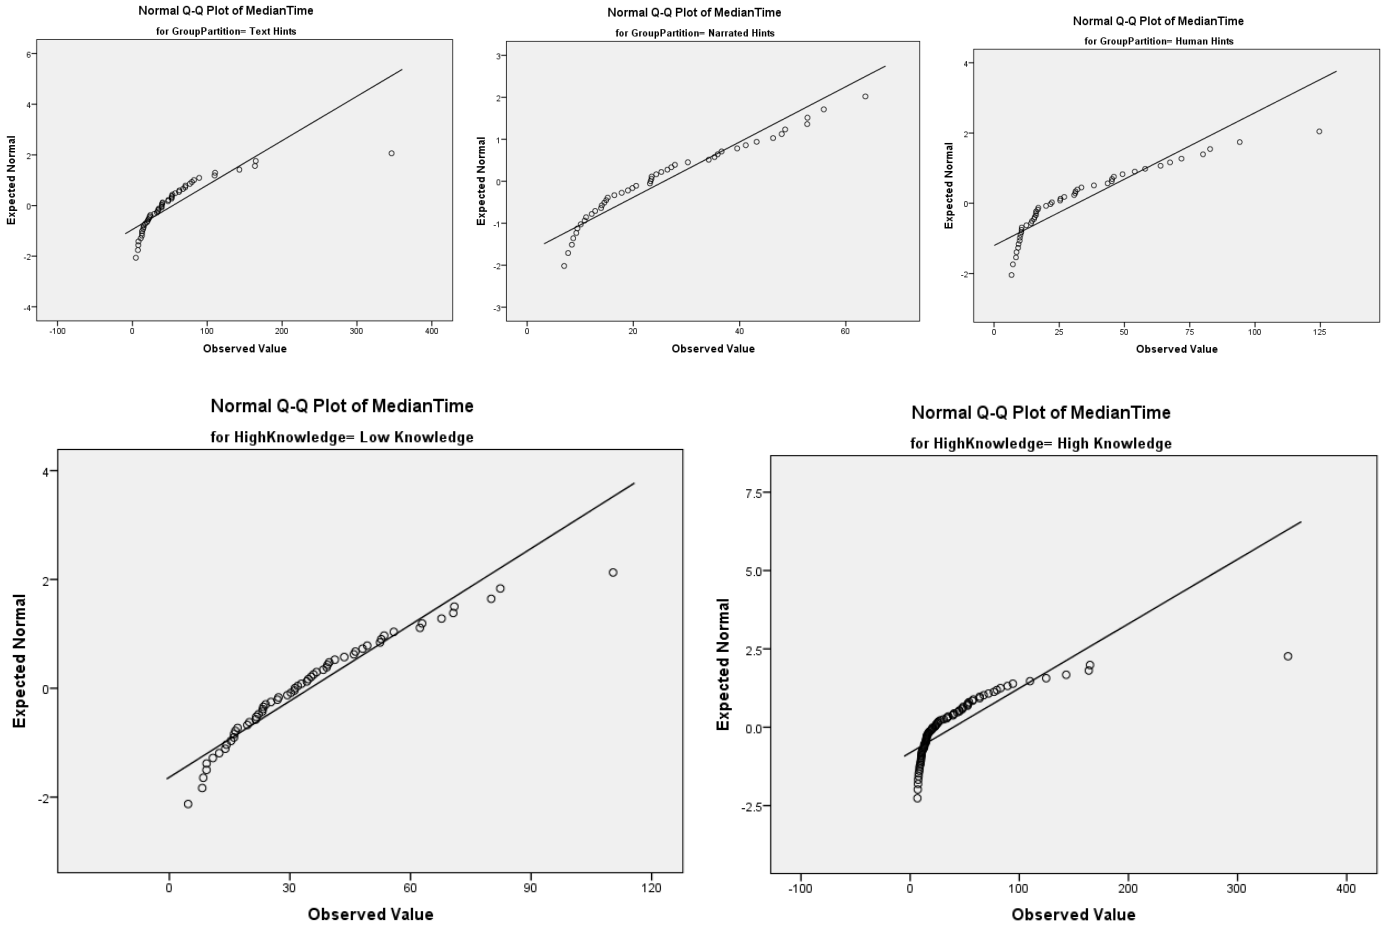 Normal Q-Q Plot of MedianTime
for GroupPartition= Text Hints
6
4
2
0
-2
-4
Expected Normal
-100
0
100
200
300
400
Observed Value
Normal Q-Q Plot of MedianTime
for GroupPartition= Narrated Hints
3
2
1
0
-1
-2
-3
Expected Normal
0
20
40
60
Observed Value
Normal Q-Q Plot of MedianTime
for GroupPartition= Human Hints
4
2
0
-2
Expected Normal
0
25
50
75
100
125
Observed Value
Normal Q-Q Plot of MedianTime
for HighKnowledge= Low Knowledge
4
2
0
-2
Expected Normal
0
30
60
90
120
Observed Value
Normal Q-Q Plot of MedianTime
for HighKnowledge= High Knowledge
7.5
5.0
2.5
0.0
-2.5
Expected Normal
-100
0
100
200
300
400
Observed Value